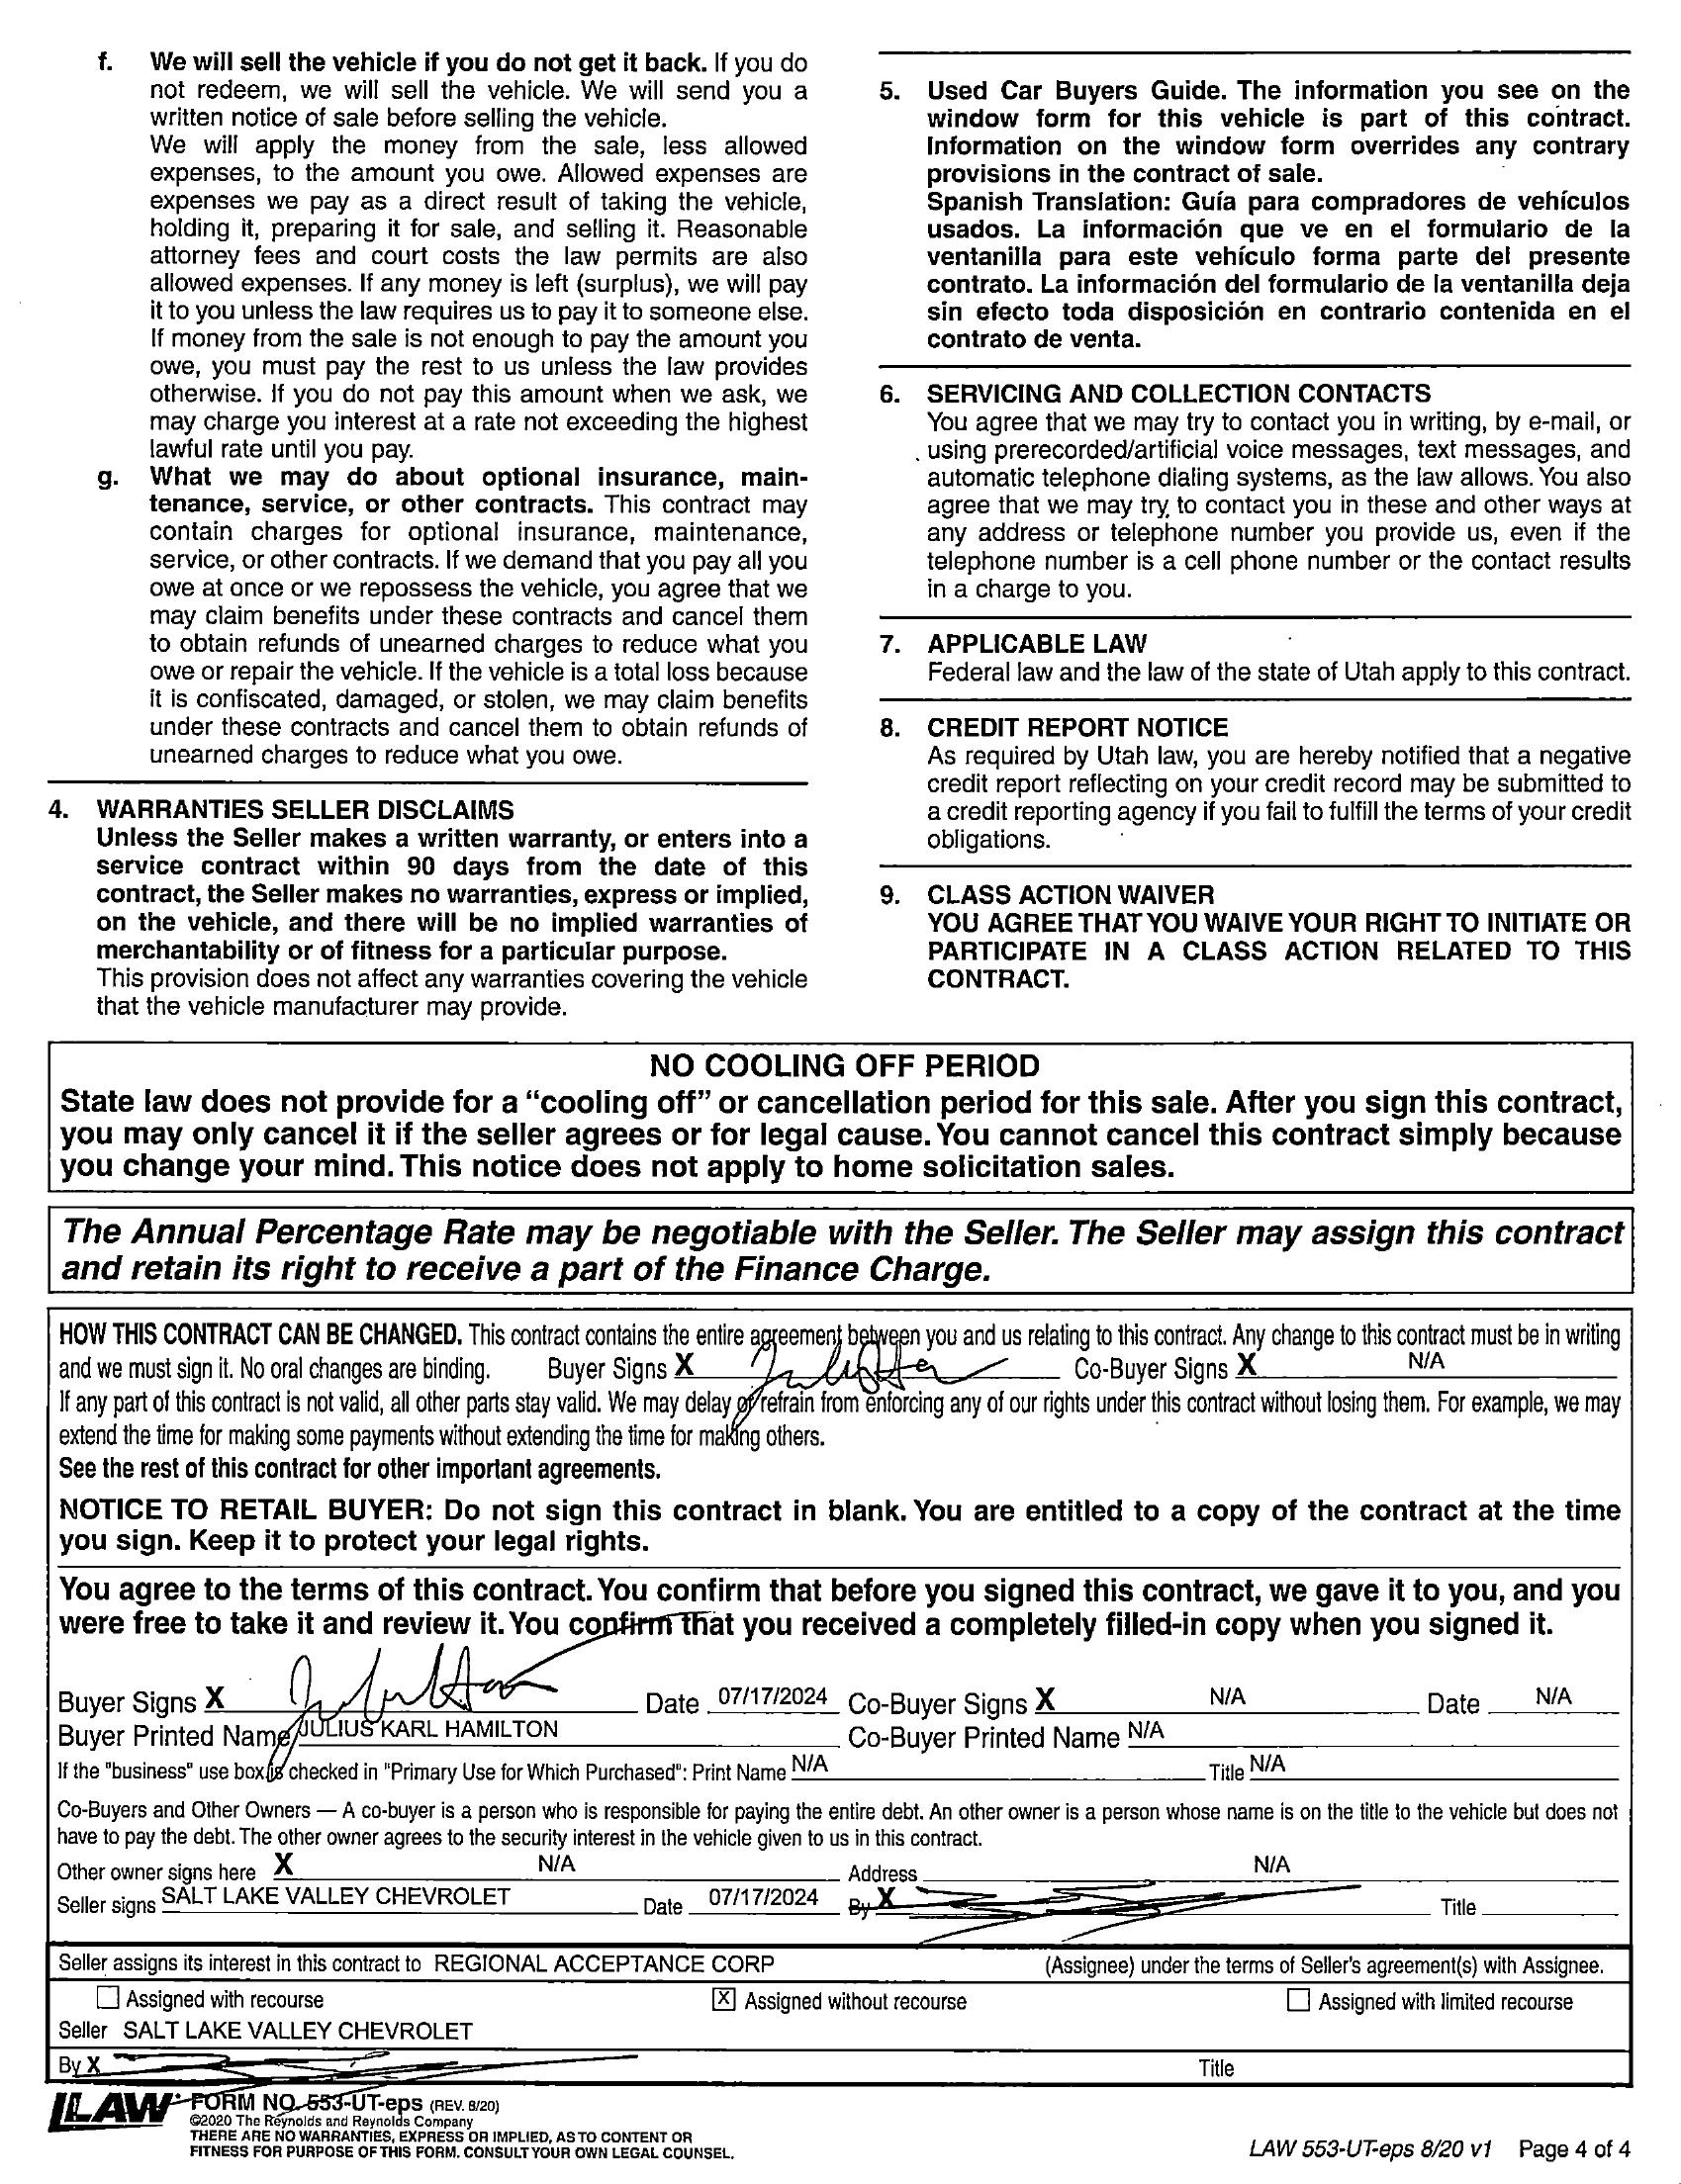 f. We will sell the vehicle if you do not get it back. If you do
not redeem, we will sell the vehicle. We will send you a
written notice of sale before selling the vehicle.
We will apply the money from the sale, less allowed
expenses, to the amount you owe. Allowed expenses are
expenses we pay as a direct result of taking the vehicle,
holding it, preparing it for sale, and selling it. Reasonable
attorney fees and court costs the law permits are also
allowed expenses. If any money is left (surplus), we will pay
it to you unless the law requires us to pay it to someone else.
If money from the sale is not enough to pay the amount you
owe, you must pay the rest to us unless the law provides
otherwise. If you do not pay this amount when we ask, we
may charge you interest at a rate not exceeding the highest
lawful rate until you pay.
g. What we may do about optional insurance, main-
tenance, service, or other contracts. This contract may
contain charges for optional insurance, maintenance,
service, or other contracts. If we demand that you pay all you
owe at once or we repossess the vehicle, you agree that we
may claim benefits under these contracts and cancel them
to obtain refunds of unearned charges to reduce what you
owe or repair the vehicle. If the vehicle is a total loss because
it is confiscated, damaged, or stolen, we may claim benefits
under these contracts and cancel them to obtain refunds of
unearned charges to reduce what you owe.
4. WARRANTIES SELLER DISCLAIMS
Unless the Seller makes a written warranty, or enters into a
service contract within 90 days from the date of this
contract, the Seller makes no warranties, express or implied,
on the vehicle, and there will be no implied warranties of
merchantability or of fitness for a particular purpose.
This provision does not affect any warranties covering the vehicle
that the vehicle manufacturer may provide.
5. Used Car Buyers Guide. The information you see on the
window form for this vehicle is part of this contract.
Information on the window form overrides any contrary
provisions in the contract of sale.
Spanish Translation: Guía para compradores de vehículos
usados. La información que ve en el formulario de la
ventanilla para este vehículo forma parte del presente
contrato. La información del formulario de la ventanilla deja
sin efecto toda disposición en contrario contenida en el
contrato de venta.
6. SERVICING AND COLLECTION CONTACTS
You agree that we may try to contact you in writing, by e-mail, or
using prerecorded/artificial voice messages, text messages, and
automatic telephone dialing systems, as the law allows. You also
agree that we may try to contact you in these and other ways at
any address or telephone number you provide us, even if the
telephone number is a cell phone number or the contact results
in a charge to you.
7. APPLICABLE LAW
Federal law and the law of the state of Utah apply to this contract.
8. CREDIT REPORT NOTICE
As required by Utah law, you are hereby notified that a negative
credit report reflecting on your credit record may be submitted to
a credit reporting agency if you fail to fulfill the terms of your credit
obligations.
9. CLASS ACTION WAIVER
YOU AGREE THAT YOU WAIVE YOUR RIGHT TO INITIATE OR
PARTICIPATE IN A CLASS ACTION RELATED TO THIS
CONTRACT.
NO COOLING OFF PERIOD
State law does not provide for a “cooling off” or cancellation period for this sale. After you sign this contract,
you may only cancel it if the seller agrees or for legal cause. You cannot cancel this contract simply because
you change your mind. This notice does not apply to home solicitation sales.
The Annual Percentage Rate may be negotiable with the Seller. The Seller may assign this contract
and retain its right to receive a part of the Finance Charge.
HOW THIS CONTRACT CAN BE CHANGED. This contract contains the entire agreement between you and us relating to this contract. Any change to this contract must be in writing
and we must sign it. No oral changes are binding. Buyer Signs X Co-Buyer Signs X N/A
If any part of this contract is not valid, all other parts stay valid. We may delay or refrain from enforcing any of our rights under this contract without losing them. For example, we may
extend the time for making some payments without extending the time for making others.
See the rest of this contract for other important agreements.
NOTICE TO RETAIL BUYER: Do not sign this contract in blank. You are entitled to a copy of the contract at the time
you sign. Keep it to protect your legal rights.
You agree to the terms of this contract. You confirm that before you signed this contract, we gave it to you, and you
were free to take it and review it. You confirm that you received a completely filled-in copy when you signed it.
Buyer Signs X Date 07/17/2024 Co-Buyer Signs X N/A Date N/A
Buyer Printed Name JULIUS KARL HAMILTON Co-Buyer Printed Name N/A
If the "business" use box is checked in "Primary Use for Which Purchased": Print Name N/A Title N/A
Co-Buyers and Other Owners — A co-buyer is a person who is responsible for paying the entire debt. An other owner is a person whose name is on the title to the vehicle but does not
have to pay the debt. The other owner agrees to the security interest in the vehicle given to us in this contract.
Other owner signs here X N/A Address N/A
Seller signs SALT LAKE VALLEY CHEVROLET Date 07/17/2024 By X Title
Seller assigns its interest in this contract to REGIONAL ACCEPTANCE CORP (Assignee) under the terms of Seller's agreement(s) with Assignee.
Assigned with recourse X Assigned without recourse Assigned with limited recourse
Seller SALT LAKE VALLEY CHEVROLET
By X Title
LAW FORM NO. 553-UT-eps (REV. 8/20)
©2020 The Reynolds and Reynolds Company
THERE ARE NO WARRANTIES, EXPRESS OR IMPLIED, AS TO CONTENT OR
FITNESS FOR PURPOSE OF THIS FORM. CONSULT YOUR OWN LEGAL COUNSEL.
LAW 553-UT-eps 8/20 v1 Page 4 of 4